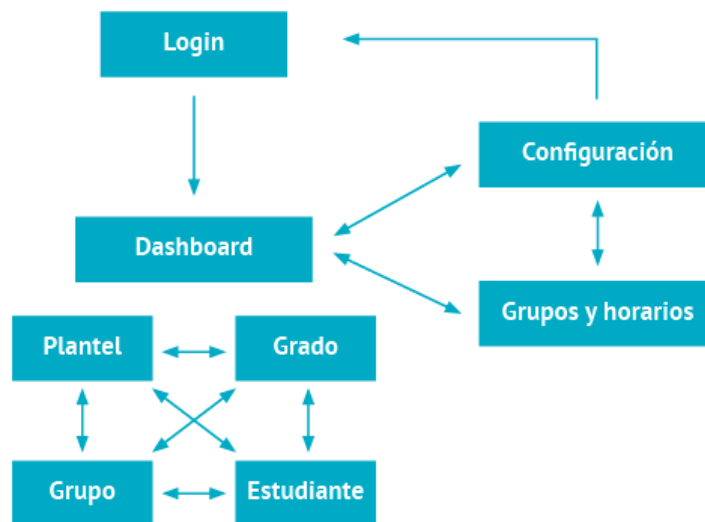 Login
Configuración
Dashboard
Grupos y horarios
Plantel
Grado
Grupo
Estudiante